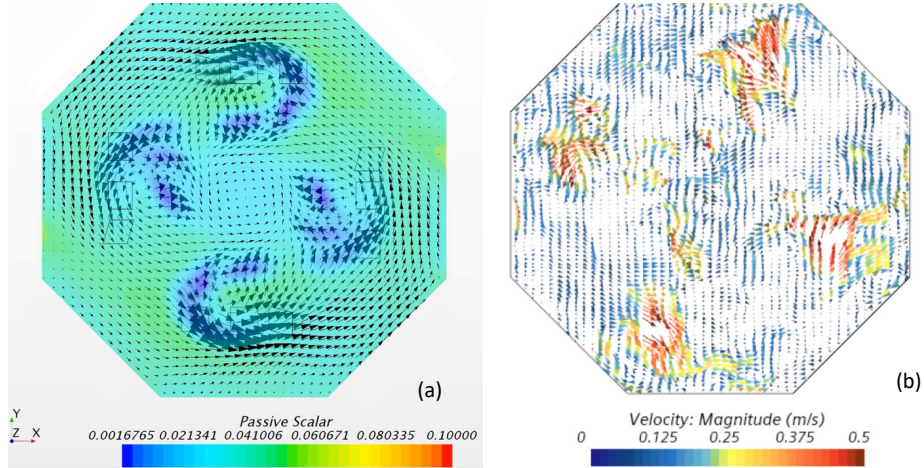 (a)
Y
Z X
Passive Scalar
0.0016765 0.021341 0.041006 0.060671 0.080335 0.10000
(b)
Velocity: Magnitude (m/s)
0 0.125 0.25 0.375 0.5